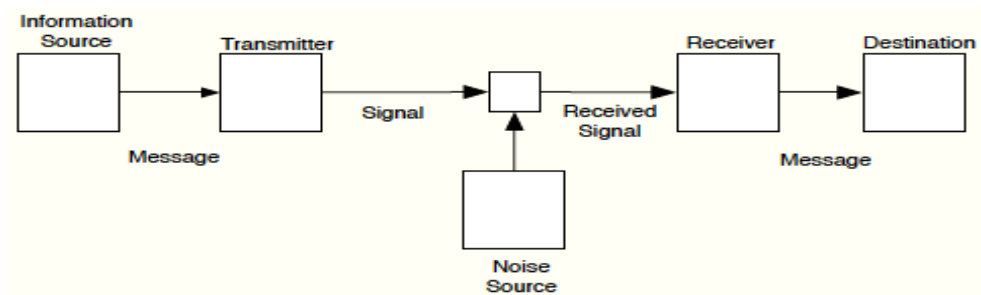 Information
Source
Transmitter
Receiver
Destination
Signal
Received
Signal
Message
Message
Noise
Source